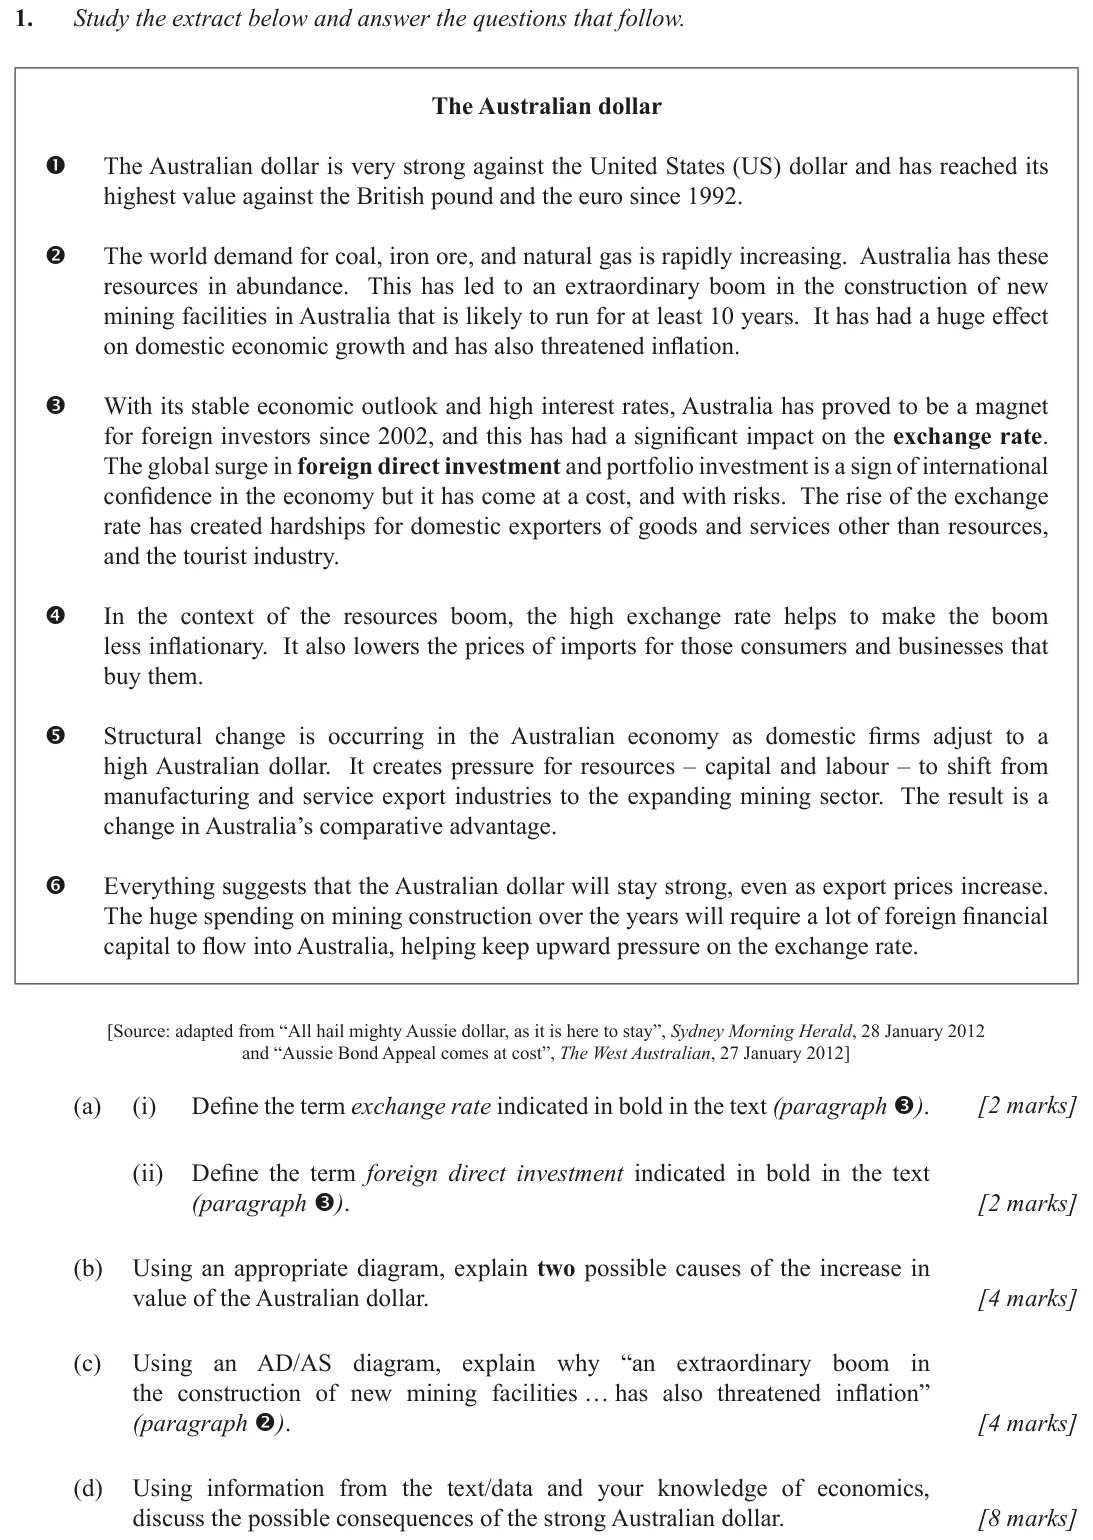 1. Study the extract below and answer the questions that follow.
The Australian dollar
❶ The Australian dollar is very strong against the United States (US) dollar and has reached its
highest value against the British pound and the euro since 1992.
❷ The world demand for coal, iron ore, and natural gas is rapidly increasing. Australia has these
resources in abundance. This has led to an extraordinary boom in the construction of new
mining facilities in Australia that is likely to run for at least 10 years. It has had a huge effect
on domestic economic growth and has also threatened inflation.
❸ With its stable economic outlook and high interest rates, Australia has proved to be a magnet
for foreign investors since 2002, and this has had a significant impact on the exchange rate.
The global surge in foreign direct investment and portfolio investment is a sign of international
confidence in the economy but it has come at a cost, and with risks. The rise of the exchange
rate has created hardships for domestic exporters of goods and services other than resources,
and the tourist industry.
❹ In the context of the resources boom, the high exchange rate helps to make the boom
less inflationary. It also lowers the prices of imports for those consumers and businesses that
buy them.
❺ Structural change is occurring in the Australian economy as domestic firms adjust to a
high Australian dollar. It creates pressure for resources – capital and labour – to shift from
manufacturing and service export industries to the expanding mining sector. The result is a
change in Australia’s comparative advantage.
❻ Everything suggests that the Australian dollar will stay strong, even as export prices increase.
The huge spending on mining construction over the years will require a lot of foreign financial
capital to flow into Australia, helping keep upward pressure on the exchange rate.
[Source: adapted from “All hail mighty Aussie dollar, as it is here to stay”, Sydney Morning Herald, 28 January 2012
and “Aussie Bond Appeal comes at cost”, The West Australian, 27 January 2012]
(a) (i) Define the term exchange rate indicated in bold in the text (paragraph ❸). [2 marks]
(ii) Define the term foreign direct investment indicated in bold in the text
(paragraph ❸). [2 marks]
(b) Using an appropriate diagram, explain two possible causes of the increase in
value of the Australian dollar. [4 marks]
(c) Using an AD/AS diagram, explain why “an extraordinary boom in
the construction of new mining facilities … has also threatened inflation”
(paragraph ❷). [4 marks]
(d) Using information from the text/data and your knowledge of economics,
discuss the possible consequences of the strong Australian dollar. [8 marks]